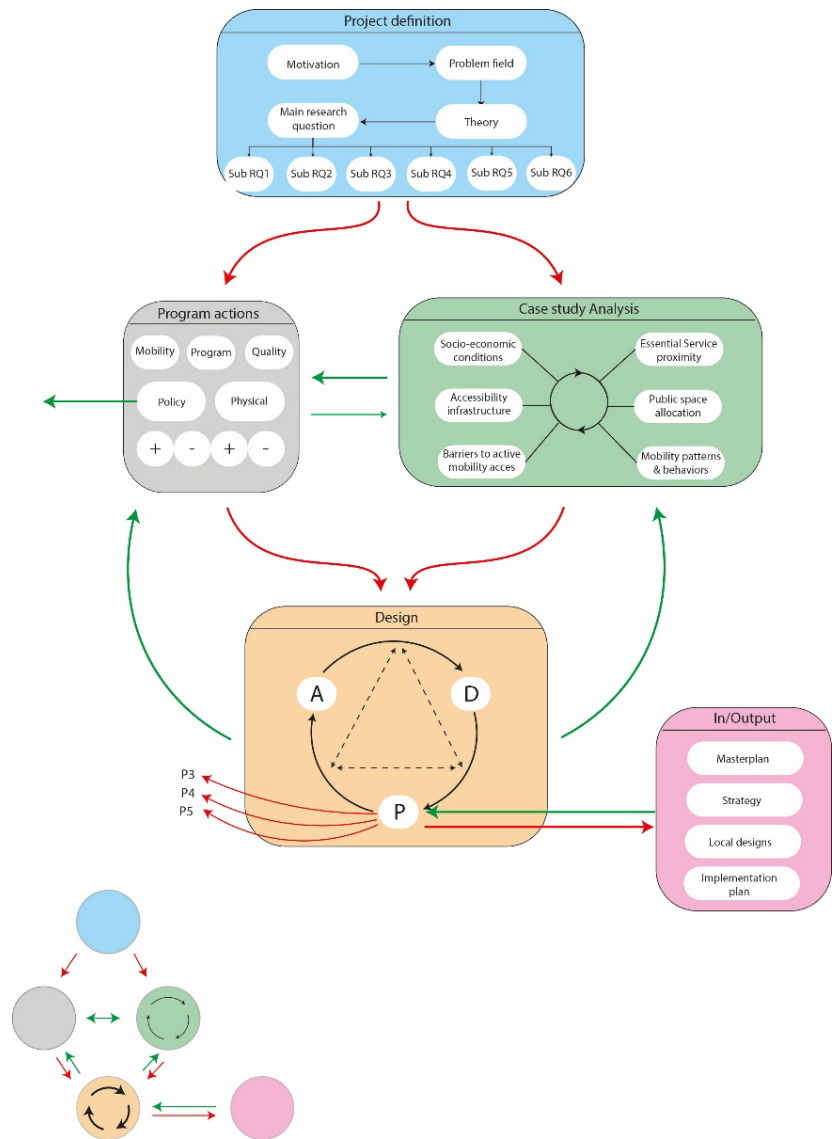 Project definition
Motivation
Problem field
Main research
question
Theory
Sub RQ1
Sub RQ2
Sub RQ3
Sub RQ4
Sub RQ5
Sub RQ6
Program actions
Mobility
Program
Quality
Policy
Physical
+
-
+
-
Case study Analysis
Socio-economic
conditions
Essential Service
proximity
Accessibility
infrastructure
Public space
allocation
Barriers to active
mobility acces
Mobility patterns
& behaviors
Design
A
D
P
P3
P4
P5
In/Output
Masterplan
Strategy
Local designs
Implementation
plan